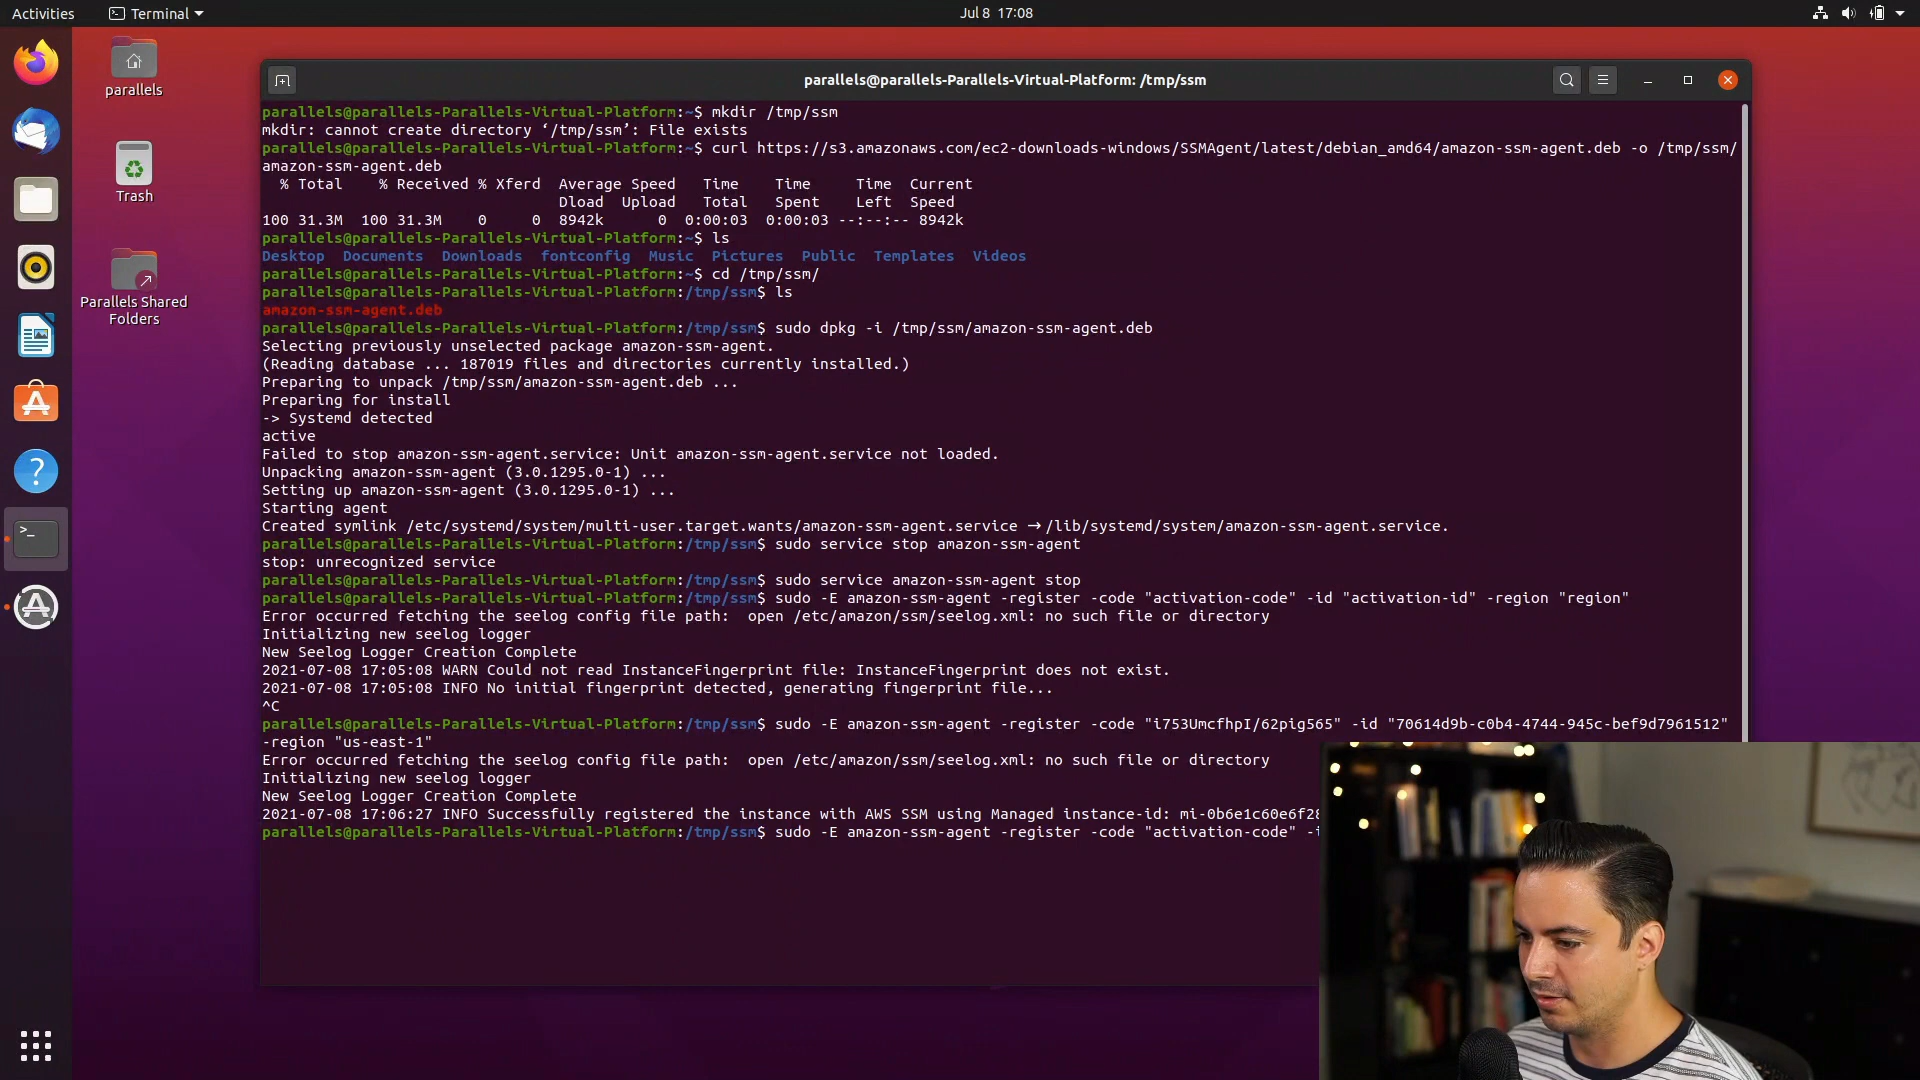 Activities
Terminal
Jul 8 17:08
parallels
Trash
Parallels Shared
Folders
parallels@parallels-Parallels-Virtual-Platform: /tmp/ssm
parallels@parallels-Parallels-Virtual-Platform:~$ mkdir /tmp/ssm
mkdir: cannot create directory ‘/tmp/ssm’: File exists
parallels@parallels-Parallels-Virtual-Platform:~$ curl https://s3.amazonaws.com/ec2-downloads-windows/SSMAgent/latest/debian_amd64/amazon-ssm-agent.deb -o /tmp/ssm/
amazon-ssm-agent.deb
% Total % Received % Xferd Average Speed Time Time Time Current
Dload Upload Total Spent Left Speed
100 31.3M 100 31.3M 0 0 8942k 0 0:00:03 0:00:03 --:--:-- 8942k
parallels@parallels-Parallels-Virtual-Platform:~$ ls
Desktop Documents Downloads fontconfig Music Pictures Public Templates Videos
parallels@parallels-Parallels-Virtual-Platform:~$ cd /tmp/ssm/
parallels@parallels-Parallels-Virtual-Platform:/tmp/ssm$ ls
amazon-ssm-agent.deb
parallels@parallels-Parallels-Virtual-Platform:/tmp/ssm$ sudo dpkg -i /tmp/ssm/amazon-ssm-agent.deb
Selecting previously unselected package amazon-ssm-agent.
(Reading database ... 187019 files and directories currently installed.)
Preparing to unpack /tmp/ssm/amazon-ssm-agent.deb ...
Preparing for install
-> Systemd detected
active
Failed to stop amazon-ssm-agent.service: Unit amazon-ssm-agent.service not loaded.
Unpacking amazon-ssm-agent (3.0.1295.0-1) ...
Setting up amazon-ssm-agent (3.0.1295.0-1) ...
Starting agent
Created symlink /etc/systemd/system/multi-user.target.wants/amazon-ssm-agent.service → /lib/systemd/system/amazon-ssm-agent.service.
parallels@parallels-Parallels-Virtual-Platform:/tmp/ssm$ sudo service stop amazon-ssm-agent
stop: unrecognized service
parallels@parallels-Parallels-Virtual-Platform:/tmp/ssm$ sudo service amazon-ssm-agent stop
parallels@parallels-Parallels-Virtual-Platform:/tmp/ssm$ sudo -E amazon-ssm-agent -register -code "activation-code" -id "activation-id" -region "region"
Error occurred fetching the seelog config file path: open /etc/amazon/ssm/seelog.xml: no such file or directory
Initializing new seelog logger
New Seelog Logger Creation Complete
2021-07-08 17:05:08 WARN Could not read InstanceFingerprint file: InstanceFingerprint does not exist.
2021-07-08 17:05:08 INFO No initial fingerprint detected, generating fingerprint file...
^C
parallels@parallels-Parallels-Virtual-Platform:/tmp/ssm$ sudo -E amazon-ssm-agent -register -code "i753UmcfhpI/62pig565" -id "70614d9b-c0b4-4744-945c-bef9d7961512"
-region "us-east-1"
Error occurred fetching the seelog config file path: open /etc/amazon/ssm/seelog.xml: no such file or directory
Initializing new seelog logger
New Seelog Logger Creation Complete
2021-07-08 17:06:27 INFO Successfully registered the instance with AWS SSM using Managed instance-id: mi-0b6e1c60e6f28
parallels@parallels-Parallels-Virtual-Platform:/tmp/ssm$ sudo -E amazon-ssm-agent -register -code "activation-code" -i